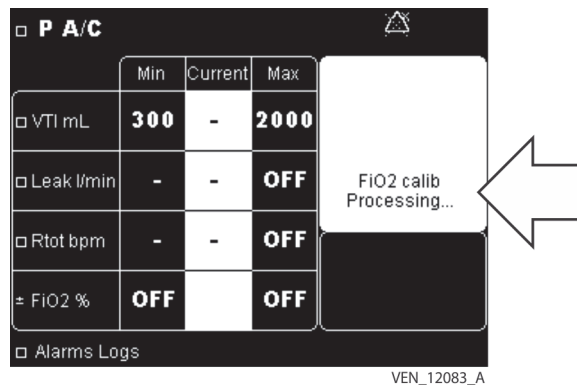 P A/C
Min Current Max
VTI mL 300 - 2000
Leak l/min - - OFF
Rtot bpm - - OFF
± FiO2 % OFF OFF
FiO2 calib
Processing...
Alarms Logs
VEN_12083_A